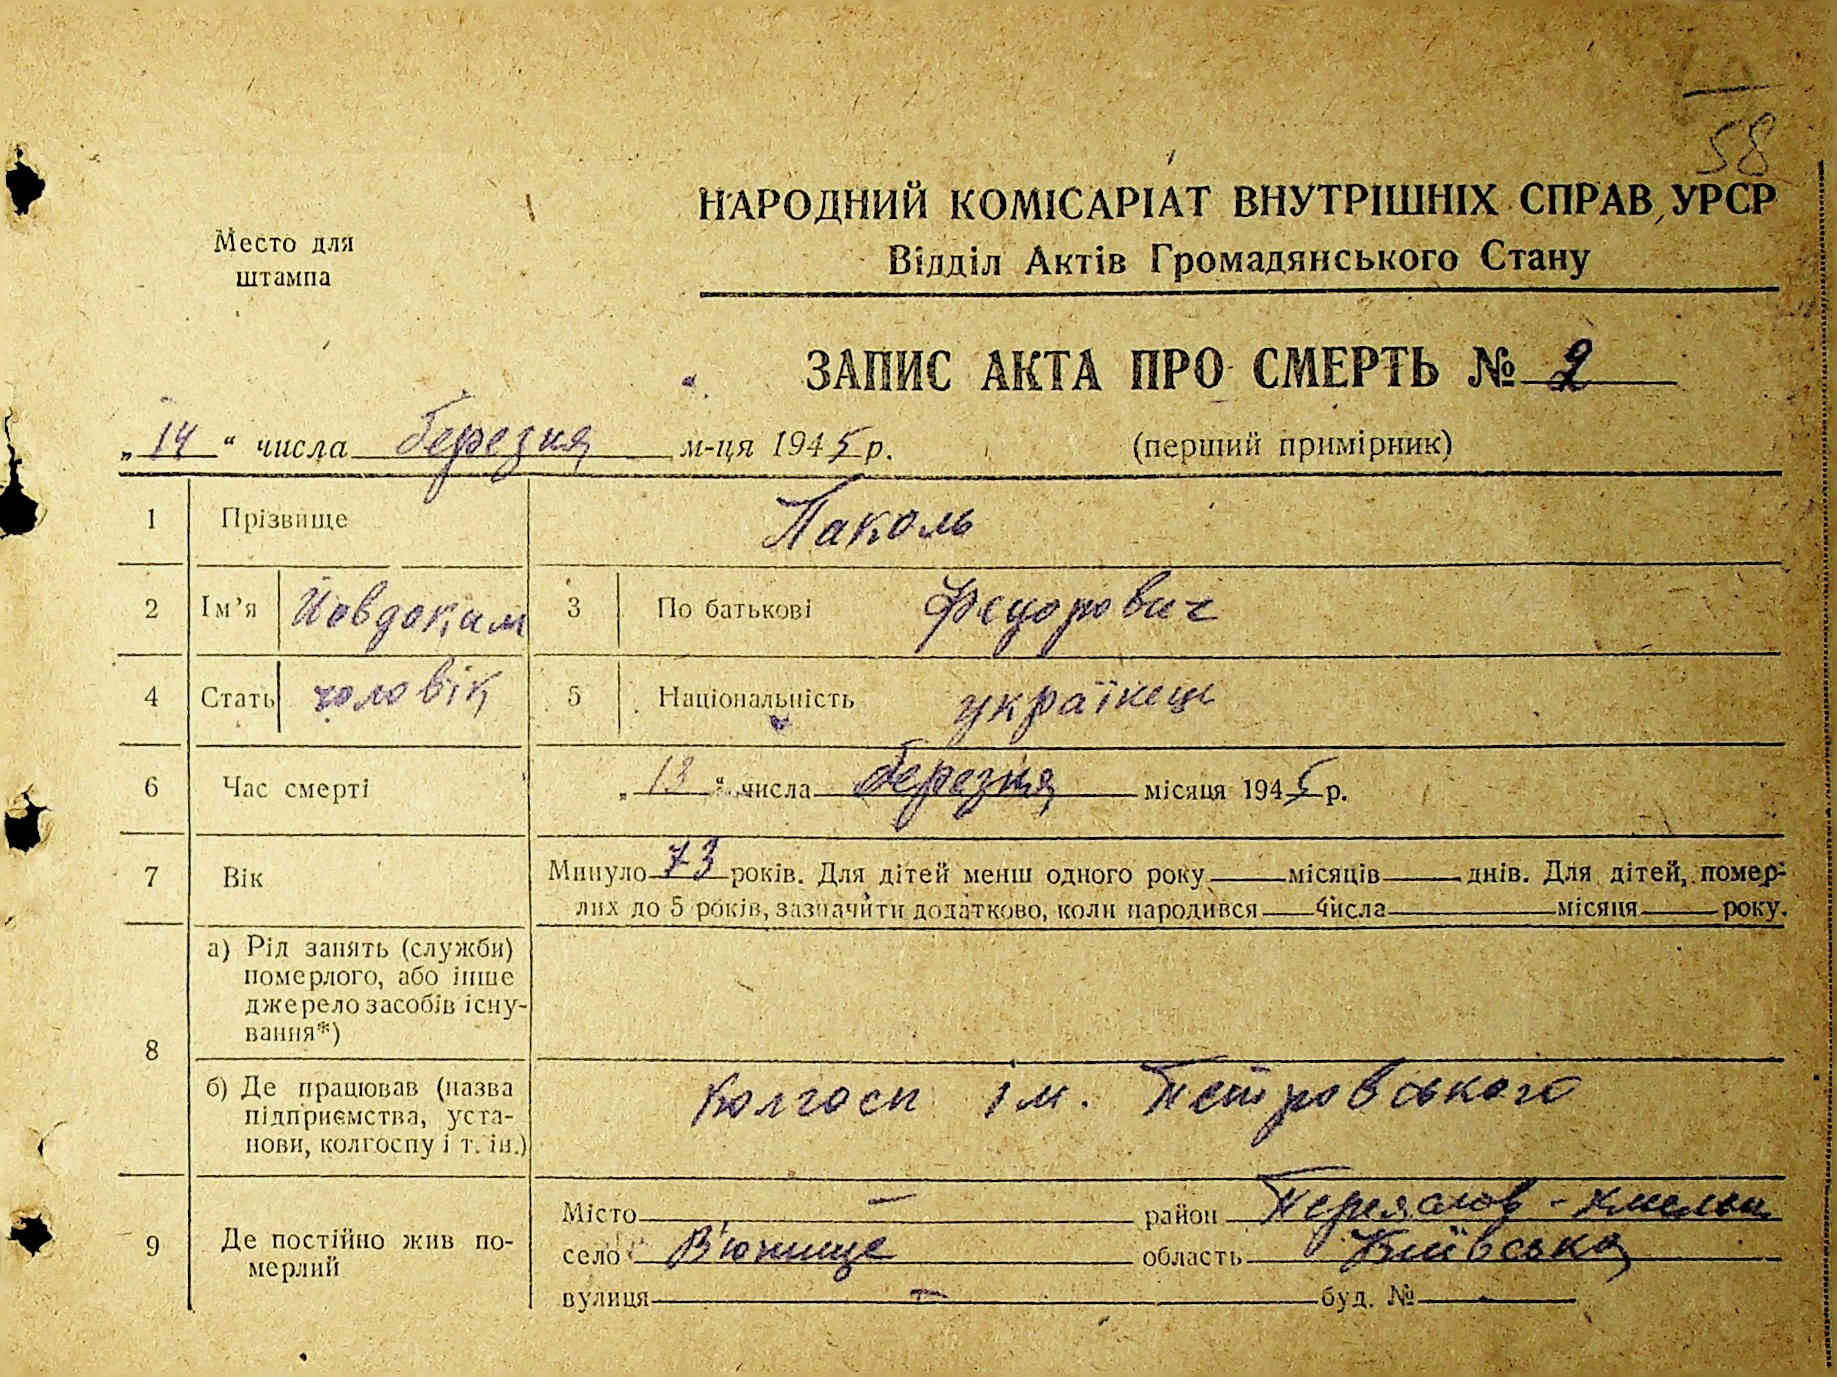 58
НАРОДНИЙ КОМІСАРІАТ ВНУТРІШНІХ СПРАВ УРСР
Відділ Актів Громадянського Стану
Место для
штампа
ЗАПИС АКТА ПРО СМЕРТЬ № 2
„14“ числа березня м-ця 1945 р. (перший примірник)
1 Прізвище Паколь
2 Ім’я Йовдоким 3 По батькові Федорович
4 Стать чоловік 5 Національність українець
6 Час смерті „13“ числа березня місяця 1945 р.
7 Вік Минуло 73 років. Для дітей менш одного року місяців днів. Для дітей, помер-
лих до 5 років, зазначити додатково, коли народився числа місяця року.
8 а) Рід занять (служби)
померлого, або інше
джерело засобів існу-
вання*)
б) Де працював (назва
підприємства, уста-
нови, колгоспу і т. ін.) Колгосп ім. Петровського
9 Де постійно жив по-
мерлий
Місто — район Переяслов-Хмельн
село В'юнище область Київська
вулиця — буд. №